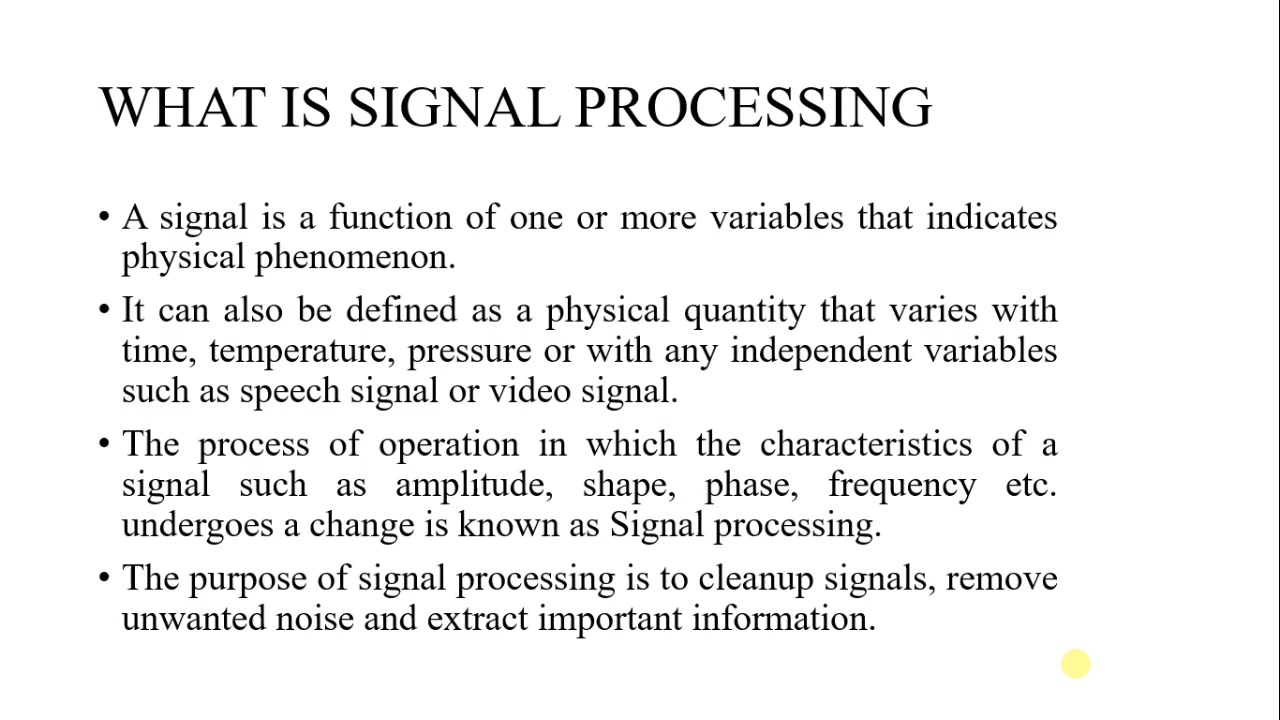 WHAT IS SIGNAL PROCESSING
• A signal is a function of one or more variables that indicates
physical phenomenon.
• It can also be defined as a physical quantity that varies with
time, temperature, pressure or with any independent variables
such as speech signal or video signal.
• The process of operation in which the characteristics of a
signal such as amplitude, shape, phase, frequency etc.
undergoes a change is known as Signal processing.
• The purpose of signal processing is to cleanup signals, remove
unwanted noise and extract important information.